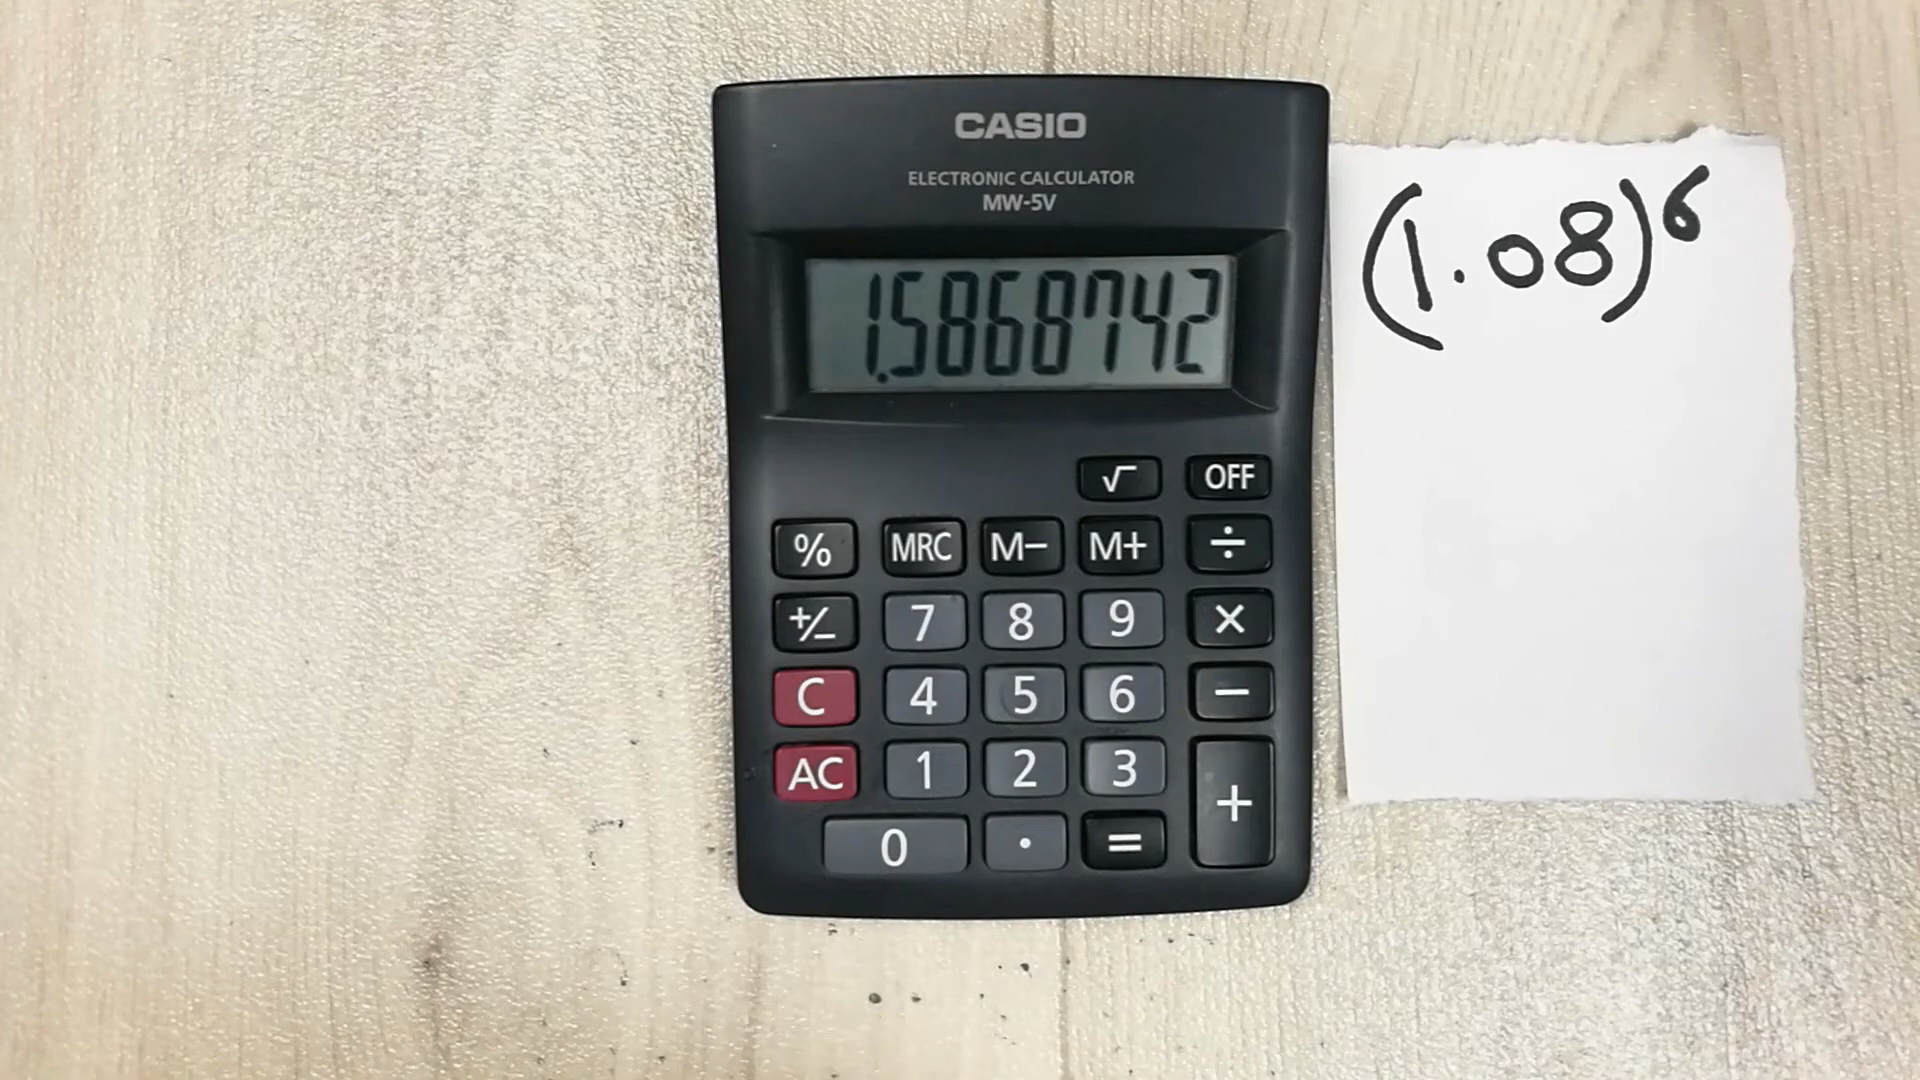 CASIO
ELECTRONIC CALCULATOR
MW-5V
1.5868742
√ OFF
% MRC M− M+ ÷
+/− 7 8 9 ×
C 4 5 6 −
AC 1 2 3 +
0 · =
(1.08)⁶